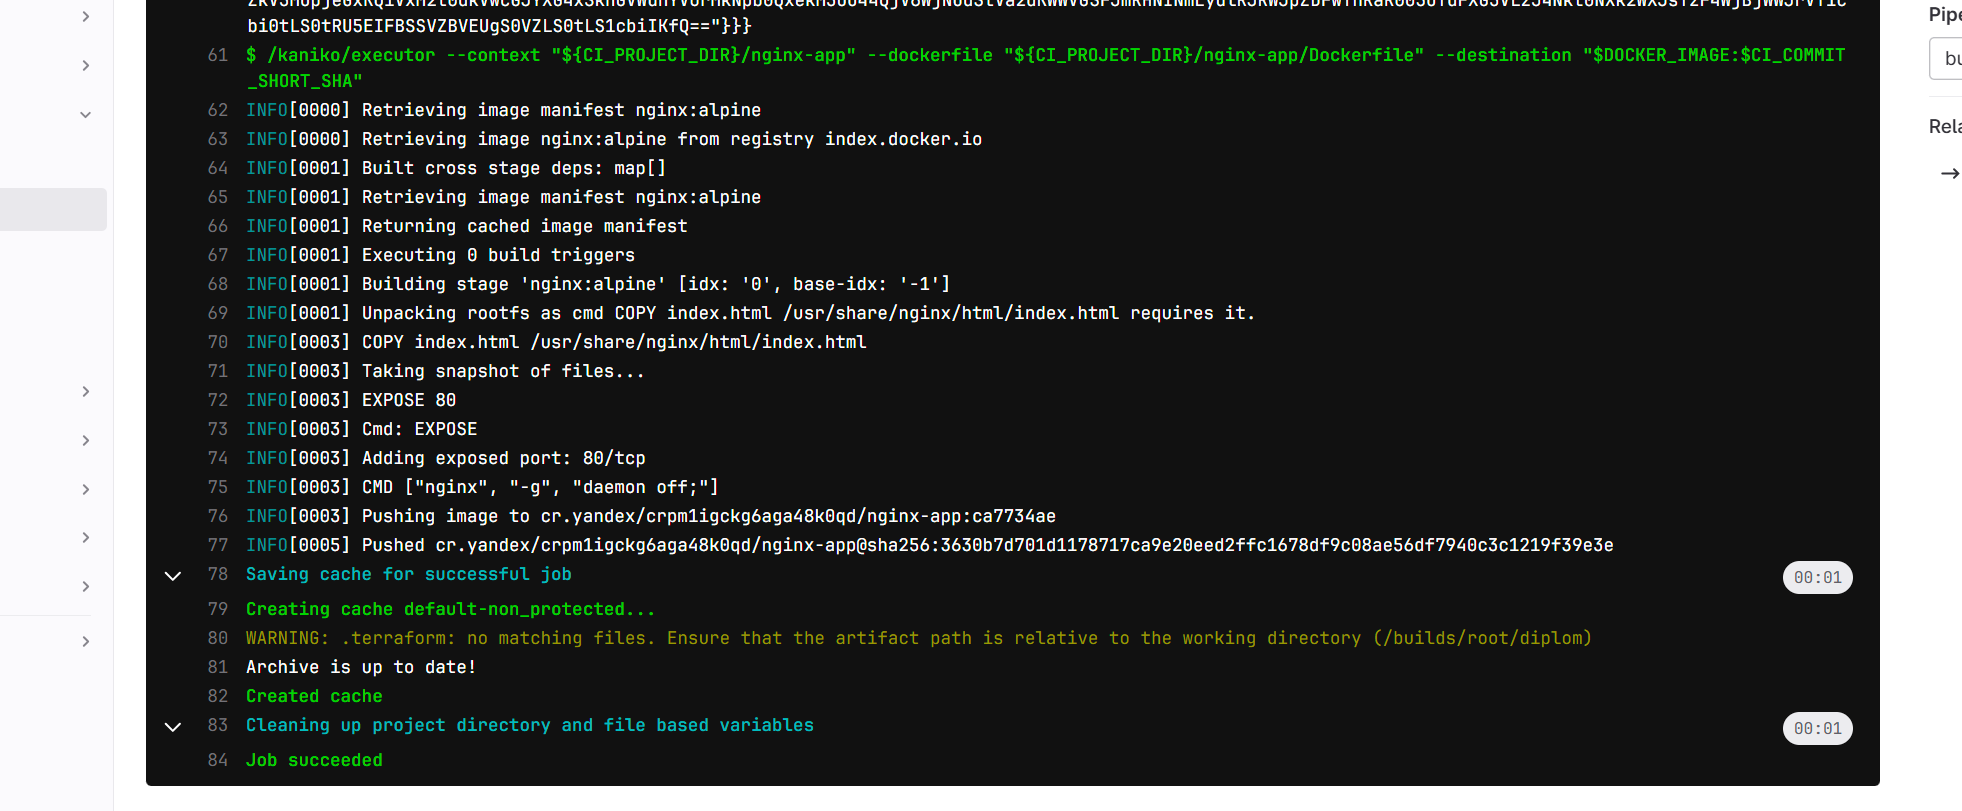 bi0tLS0tRU5EIFBSSVZBVEUgS0VZLS0tLS1cbiIKfQ=="}}}
61 $ /kaniko/executor --context "${CI_PROJECT_DIR}/nginx-app" --dockerfile "${CI_PROJECT_DIR}/nginx-app/Dockerfile" --destination "$DOCKER_IMAGE:$CI_COMMIT
_SHORT_SHA"
62 INFO[0000] Retrieving image manifest nginx:alpine
63 INFO[0000] Retrieving image nginx:alpine from registry index.docker.io
64 INFO[0001] Built cross stage deps: map[]
65 INFO[0001] Retrieving image manifest nginx:alpine
66 INFO[0001] Returning cached image manifest
67 INFO[0001] Executing 0 build triggers
68 INFO[0001] Building stage 'nginx:alpine' [idx: '0', base-idx: '-1']
69 INFO[0001] Unpacking rootfs as cmd COPY index.html /usr/share/nginx/html/index.html requires it.
70 INFO[0003] COPY index.html /usr/share/nginx/html/index.html
71 INFO[0003] Taking snapshot of files...
72 INFO[0003] EXPOSE 80
73 INFO[0003] Cmd: EXPOSE
74 INFO[0003] Adding exposed port: 80/tcp
75 INFO[0003] CMD ["nginx", "-g", "daemon off;"]
76 INFO[0003] Pushing image to cr.yandex/crpm1igckg6aga48k0qd/nginx-app:ca7734ae
77 INFO[0005] Pushed cr.yandex/crpm1igckg6aga48k0qd/nginx-app@sha256:3630b7d701d1178717ca9e20eed2ffc1678df9c08ae56df7940c3c1219f39e3e
78 Saving cache for successful job 00:01
79 Creating cache default-non_protected...
80 WARNING: .terraform: no matching files. Ensure that the artifact path is relative to the working directory (/builds/root/diplom)
81 Archive is up to date!
82 Created cache
83 Cleaning up project directory and file based variables 00:01
84 Job succeeded
Pipe
bu
Rela